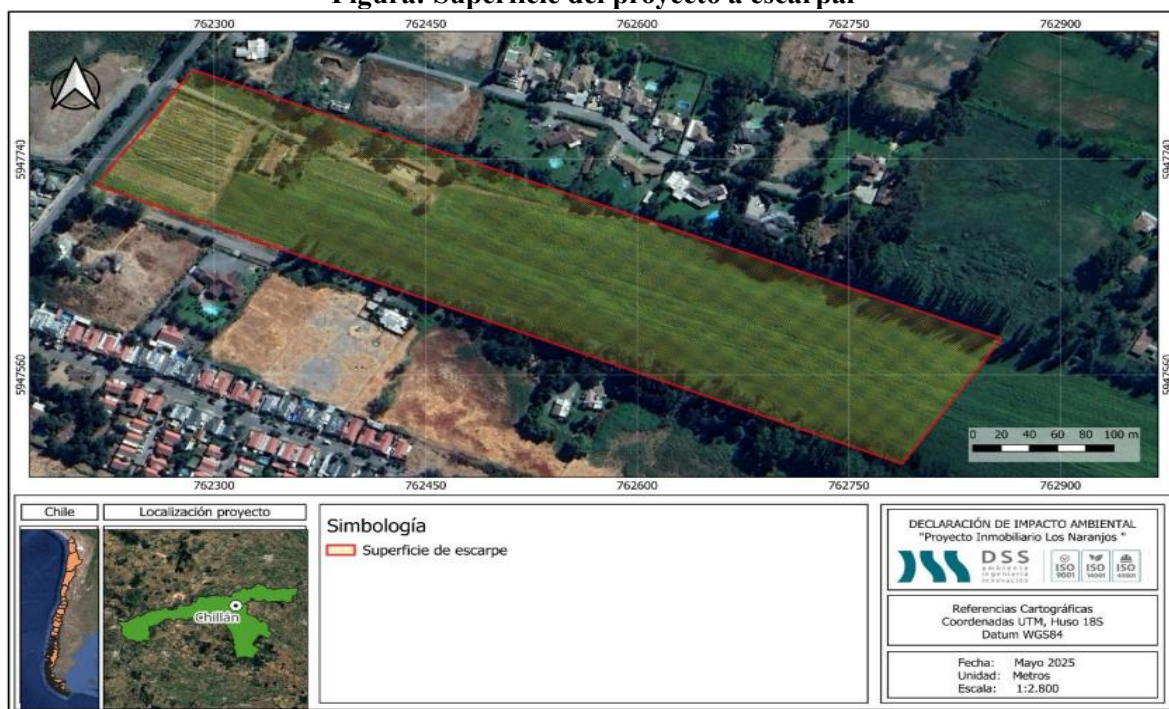 Figura: Superficie del proyecto a escarpar
762300 762450 762600 762750 762900
5947740 5947740
5947560 5947560
0 20 40 60 80 100 m
762300 762450 762600 762750 762900
Chile
Localización proyecto
Chillán
Simbología
Superficie de escarpe
DECLARACIÓN DE IMPACTO AMBIENTAL
"Proyecto Inmobiliario Los Naranjos "
DSS
ambiente
ingeniería
innovación
ISO
9001
ISO
14001
ISO
45001
Referencias Cartográficas
Coordenadas UTM, Huso 18S
Datum WGS84
Fecha: Mayo 2025
Unidad: Metros
Escala: 1:2.800